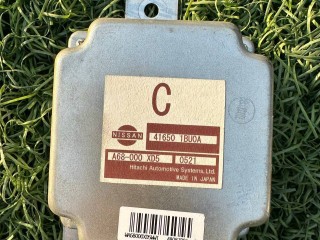 C
NISSAN 41650 1BU0A
A68-000 X05 0521
Hitachi Automotive Systems,Ltd.
MADE IN JAPAN